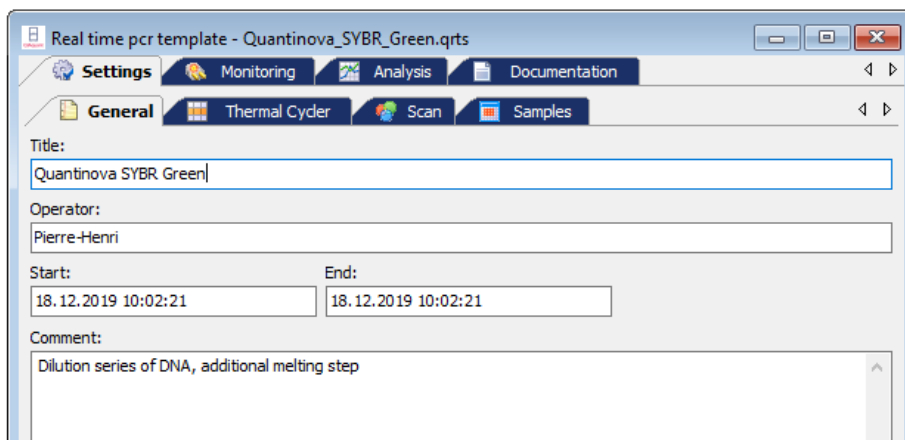 Real time pcr template - Quantinova_SYBR_Green.qrts
Settings Monitoring Analysis Documentation
General Thermal Cycler Scan Samples
Title:
Quantinova SYBR Green
Operator:
Pierre-Henri
Start: End:
18.12.2019 10:02:21 18.12.2019 10:02:21
Comment:
Dilution series of DNA, additional melting step